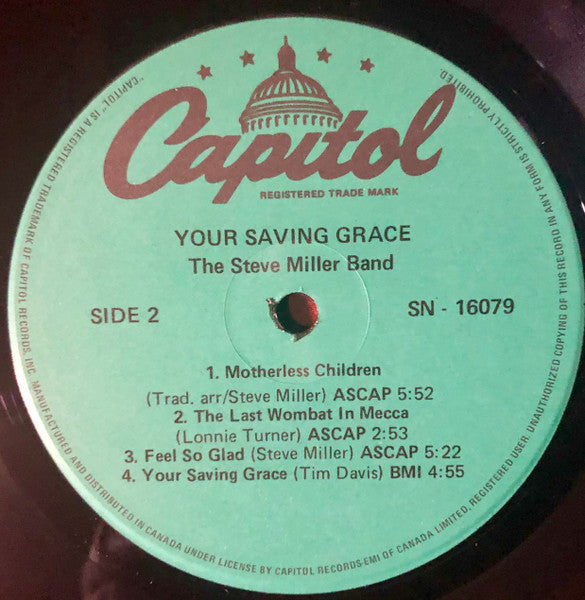 Capitol
REGISTERED TRADE MARK
YOUR SAVING GRACE
The Steve Miller Band
SIDE 2
SN - 16079
1. Motherless Children
(Trad. arr/Steve Miller) ASCAP 5:52
2. The Last Wombat In Mecca
(Lonnie Turner) ASCAP 2:53
3. Feel So Glad (Steve Miller) ASCAP 5:22
4. Your Saving Grace (Tim Davis) BMI 4:55
"CAPITOL" IS A REGISTERED TRADEMARK OF CAPITOL RECORDS, INC. MANUFACTURED AND DISTRIBUTED IN CANADA UNDER LICENSE BY CAPITOL RECORDS-EMI OF CANADA LIMITED, REGISTERED USER. UNAUTHORIZED COPYING OF THIS RECORD IN ANY FORM IS STRICTLY PROHIBITED